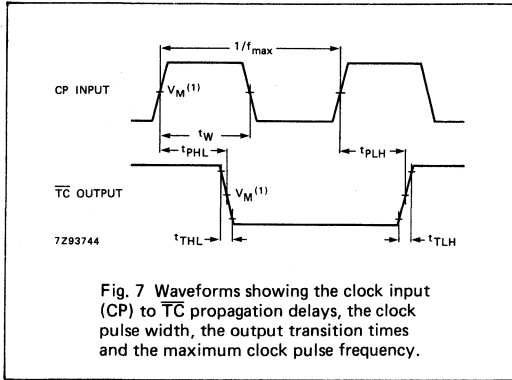 1/fmax
CP INPUT
VM(1)
tW
tPHL
tPLH
TC OUTPUT
VM(1)
7Z93744
tTHL
tTLH
Fig. 7 Waveforms showing the clock input
(CP) to TC propagation delays, the clock
pulse width, the output transition times
and the maximum clock pulse frequency.